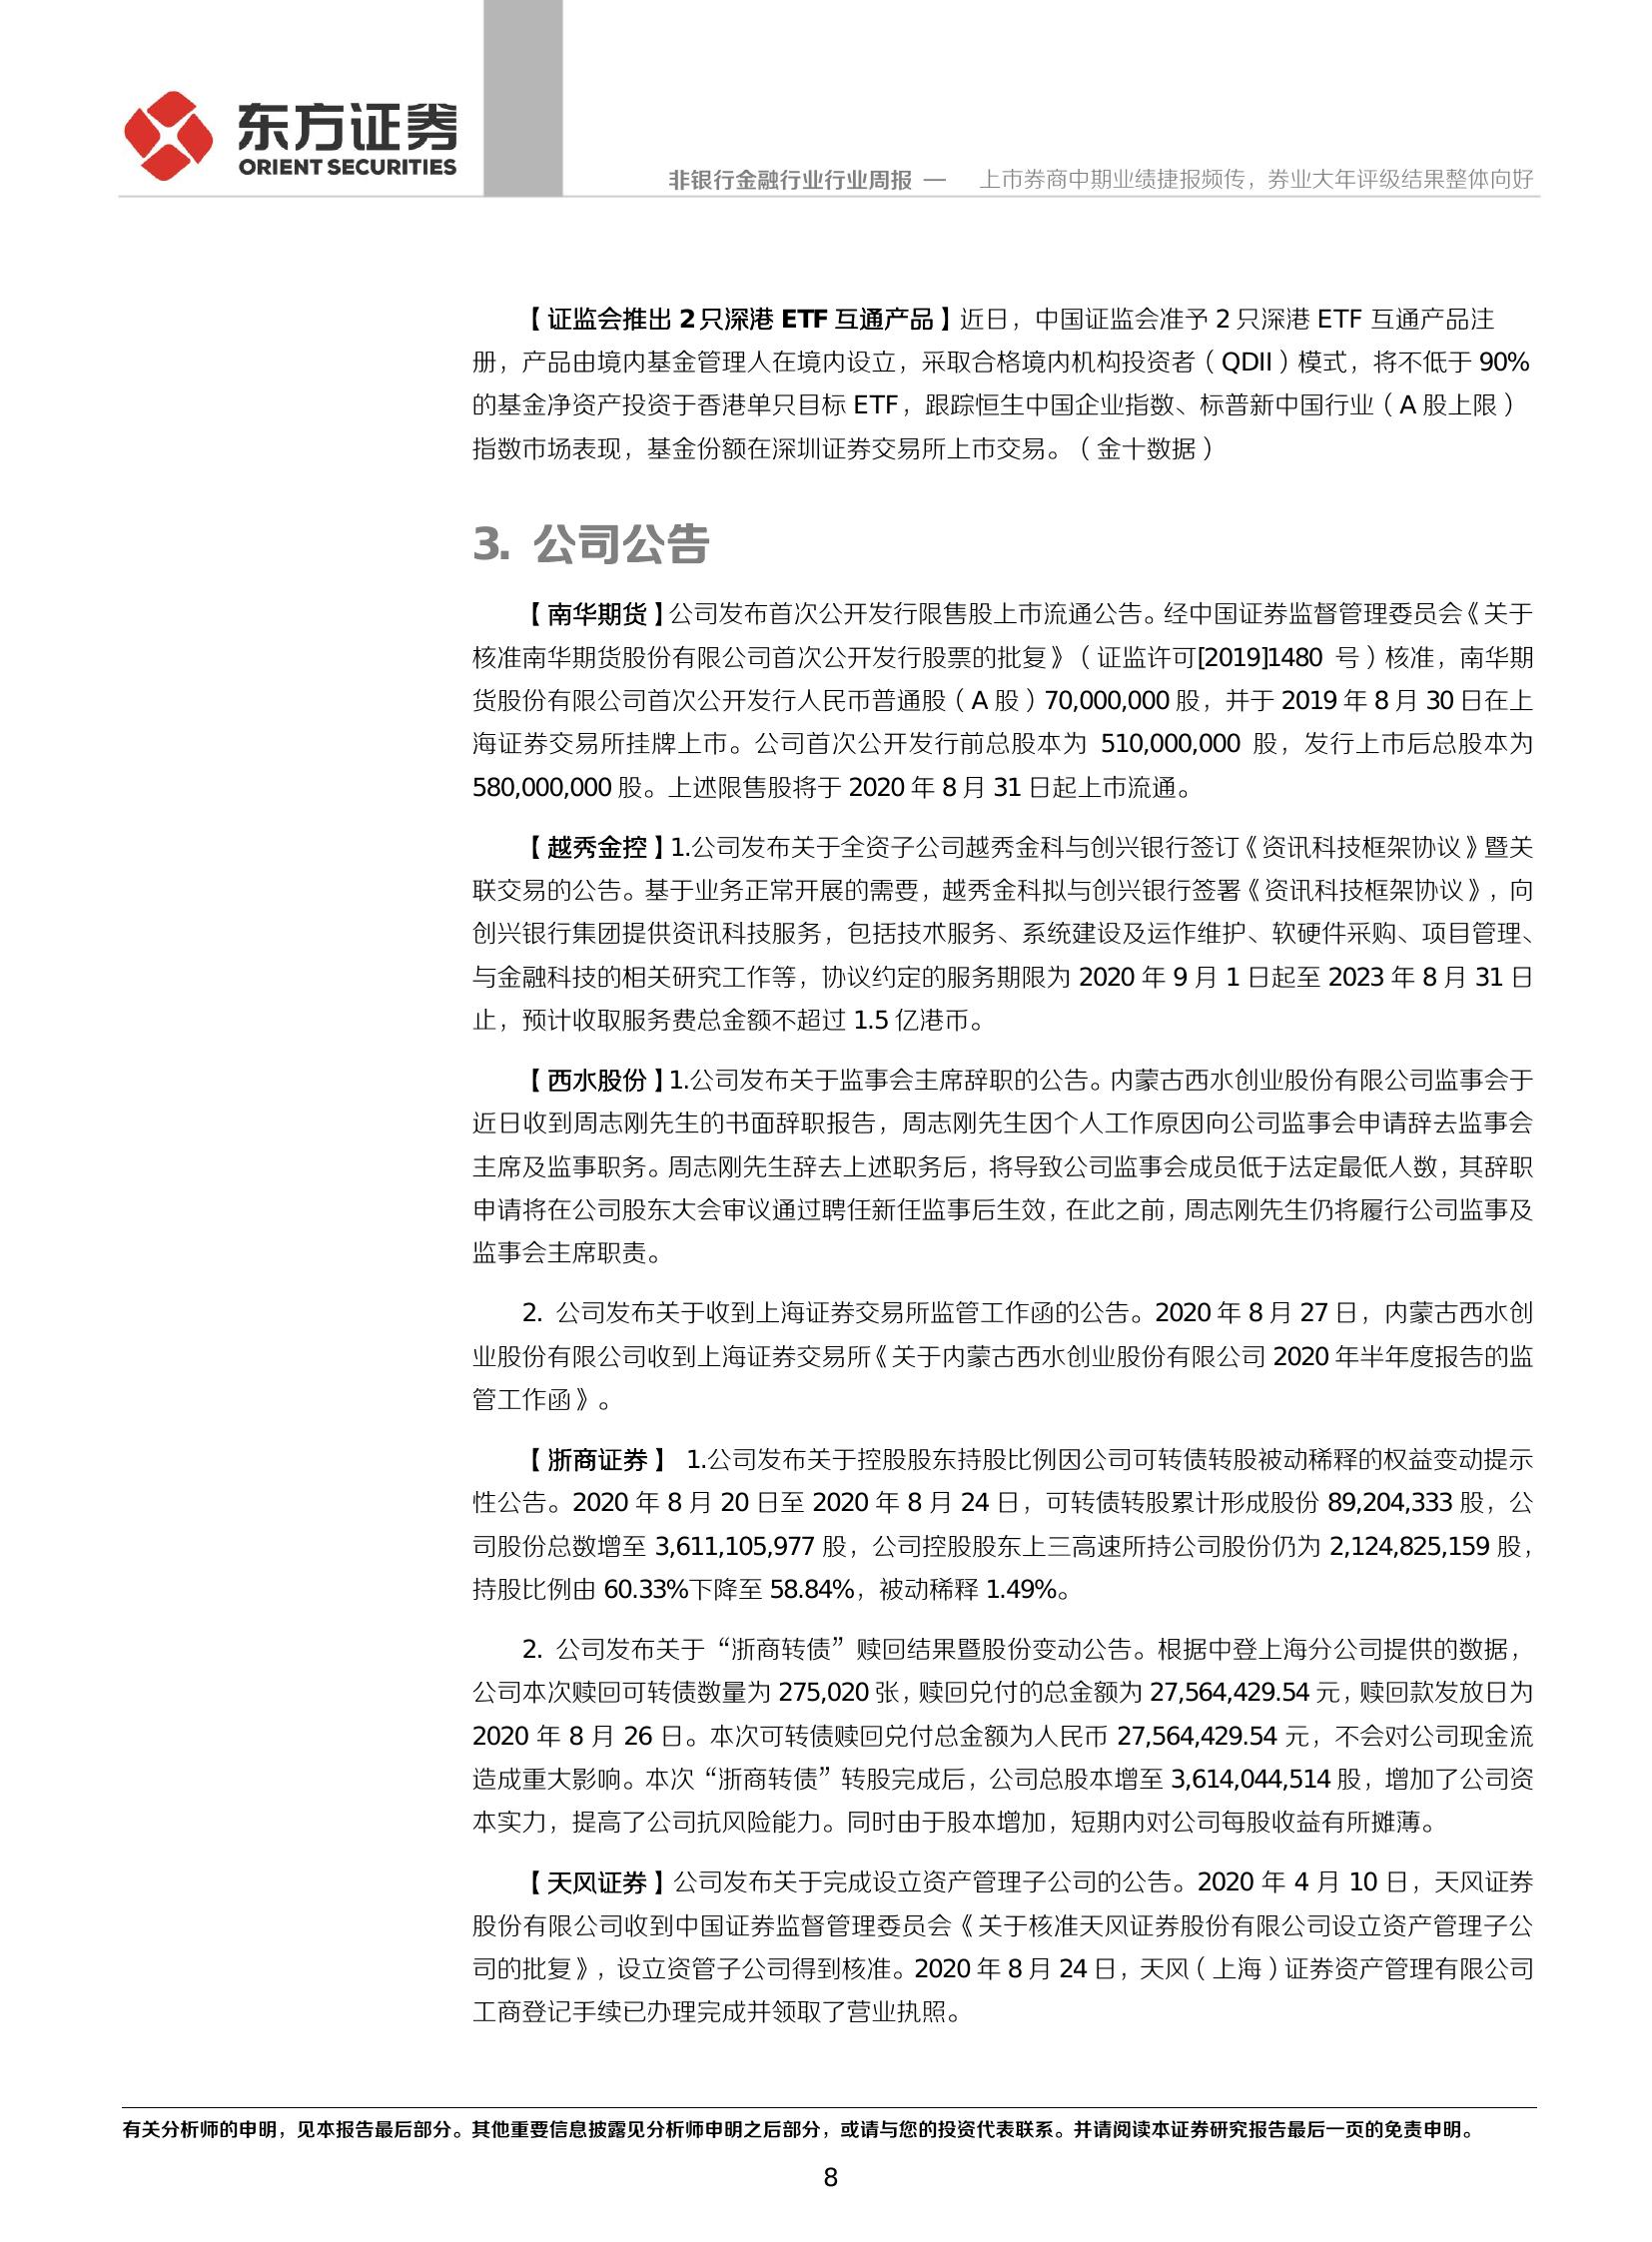 东方证券
ORIENT SECURITIES
非银行金融行业行业周报 — 上市券商中期业绩捷报频传，券业大年评级结果整体向好
【证监会推出 2 只深港 ETF 互通产品】近日，中国证监会准予 2 只深港 ETF 互通产品注
册，产品由境内基金管理人在境内设立，采取合格境内机构投资者（QDII）模式，将不低于 90%
的基金净资产投资于香港单只目标 ETF，跟踪恒生中国企业指数、标普新中国行业（A 股上限）
指数市场表现，基金份额在深圳证券交易所上市交易。（金十数据）
3. 公司公告
【南华期货】公司发布首次公开发行限售股上市流通公告。经中国证券监督管理委员会《关于
核准南华期货股份有限公司首次公开发行股票的批复》（证监许可[2019]1480 号）核准，南华期
货股份有限公司首次公开发行人民币普通股（A 股）70,000,000 股，并于 2019 年 8 月 30 日在上
海证券交易所挂牌上市。公司首次公开发行前总股本为 510,000,000 股，发行上市后总股本为
580,000,000 股。上述限售股将于 2020 年 8 月 31 日起上市流通。
【越秀金控】1.公司发布关于全资子公司越秀金科与创兴银行签订《资讯科技框架协议》暨关
联交易的公告。基于业务正常开展的需要，越秀金科拟与创兴银行签署《资讯科技框架协议》，向
创兴银行集团提供资讯科技服务，包括技术服务、系统建设及运作维护、软硬件采购、项目管理、
与金融科技的相关研究工作等，协议约定的服务期限为 2020 年 9 月 1 日起至 2023 年 8 月 31 日
止，预计收取服务费总金额不超过 1.5 亿港币。
【西水股份】1.公司发布关于监事会主席辞职的公告。内蒙古西水创业股份有限公司监事会于
近日收到周志刚先生的书面辞职报告，周志刚先生因个人工作原因向公司监事会申请辞去监事会
主席及监事职务。周志刚先生辞去上述职务后，将导致公司监事会成员低于法定最低人数，其辞职
申请将在公司股东大会审议通过聘任新任监事后生效，在此之前，周志刚先生仍将履行公司监事及
监事会主席职责。
2. 公司发布关于收到上海证券交易所监管工作函的公告。2020 年 8 月 27 日，内蒙古西水创
业股份有限公司收到上海证券交易所《关于内蒙古西水创业股份有限公司 2020 年半年度报告的监
管工作函》。
【浙商证券】 1.公司发布关于控股股东持股比例因公司可转债转股被动稀释的权益变动提示
性公告。2020 年 8 月 20 日至 2020 年 8 月 24 日，可转债转股累计形成股份 89,204,333 股，公
司股份总数增至 3,611,105,977 股，公司控股股东上三高速所持公司股份仍为 2,124,825,159 股，
持股比例由 60.33%下降至 58.84%，被动稀释 1.49%。
2. 公司发布关于“浙商转债”赎回结果暨股份变动公告。根据中登上海分公司提供的数据，
公司本次赎回可转债数量为 275,020 张，赎回兑付的总金额为 27,564,429.54 元，赎回款发放日为
2020 年 8 月 26 日。本次可转债赎回兑付总金额为人民币 27,564,429.54 元，不会对公司现金流
造成重大影响。本次“浙商转债”转股完成后，公司总股本增至 3,614,044,514 股，增加了公司资
本实力，提高了公司抗风险能力。同时由于股本增加，短期内对公司每股收益有所摊薄。
【天风证券】公司发布关于完成设立资产管理子公司的公告。2020 年 4 月 10 日，天风证券
股份有限公司收到中国证券监督管理委员会《关于核准天风证券股份有限公司设立资产管理子公
司的批复》，设立资管子公司得到核准。2020 年 8 月 24 日，天风（上海）证券资产管理有限公司
工商登记手续已办理完成并领取了营业执照。
有关分析师的申明，见本报告最后部分。其他重要信息披露见分析师申明之后部分，或请与您的投资代表联系。并请阅读本证券研究报告最后一页的免责申明。
8